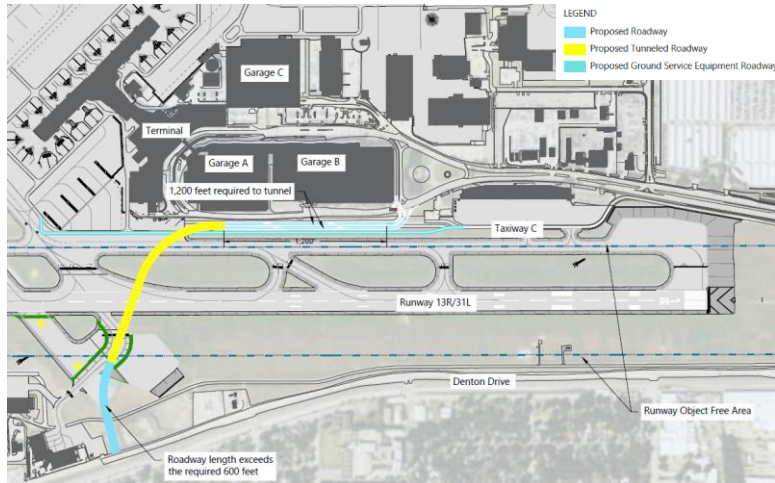 LEGEND
Proposed Roadway
Proposed Tunneled Roadway
Proposed Ground Service Equipment Roadway
Garage C
Terminal
Garage A
Garage B
1,200 feet required to tunnel
Taxiway C
1,200'
Runway 13R/31L
Denton Drive
Runway Object Free Area
Roadway length exceeds
the required 600 feet